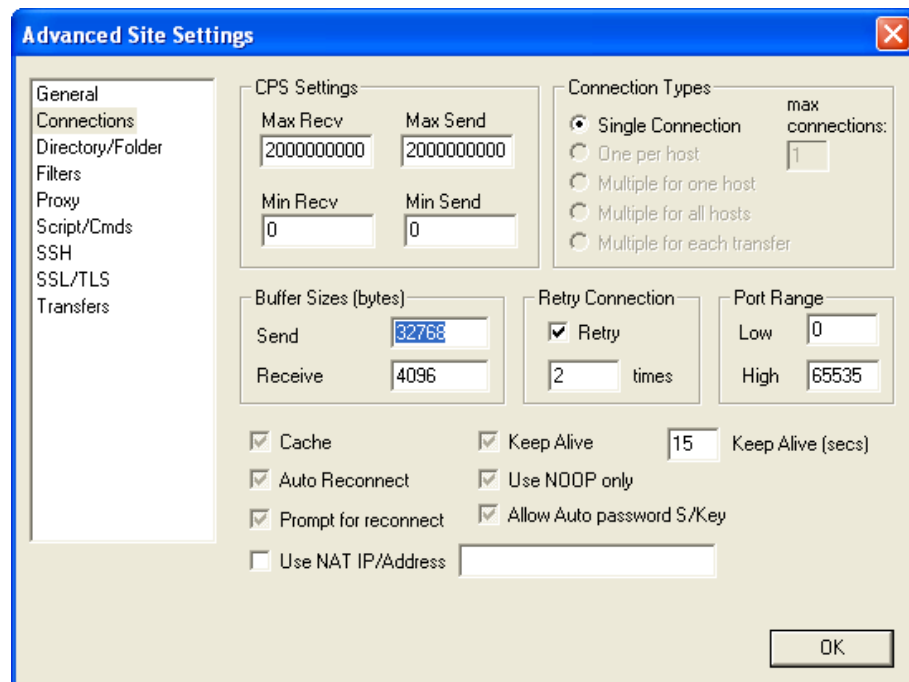 Advanced Site Settings
General
Connections
Directory/Folder
Filters
Proxy
Script/Cmds
SSH
SSL/TLS
Transfers
CPS Settings
Max Recv Max Send
2000000000 2000000000
Min Recv Min Send
0 0
Connection Types
max connections:
1
Single Connection
One per host
Multiple for one host
Multiple for all hosts
Multiple for each transfer
Buffer Sizes (bytes)
Send 32768
Receive 4096
Retry Connection
Retry
2 times
Port Range
Low 0
High 65535
Cache
Keep Alive
15 Keep Alive (secs)
Auto Reconnect
Use NOOP only
Prompt for reconnect
Allow Auto password S/Key
Use NAT IP/Address
OK